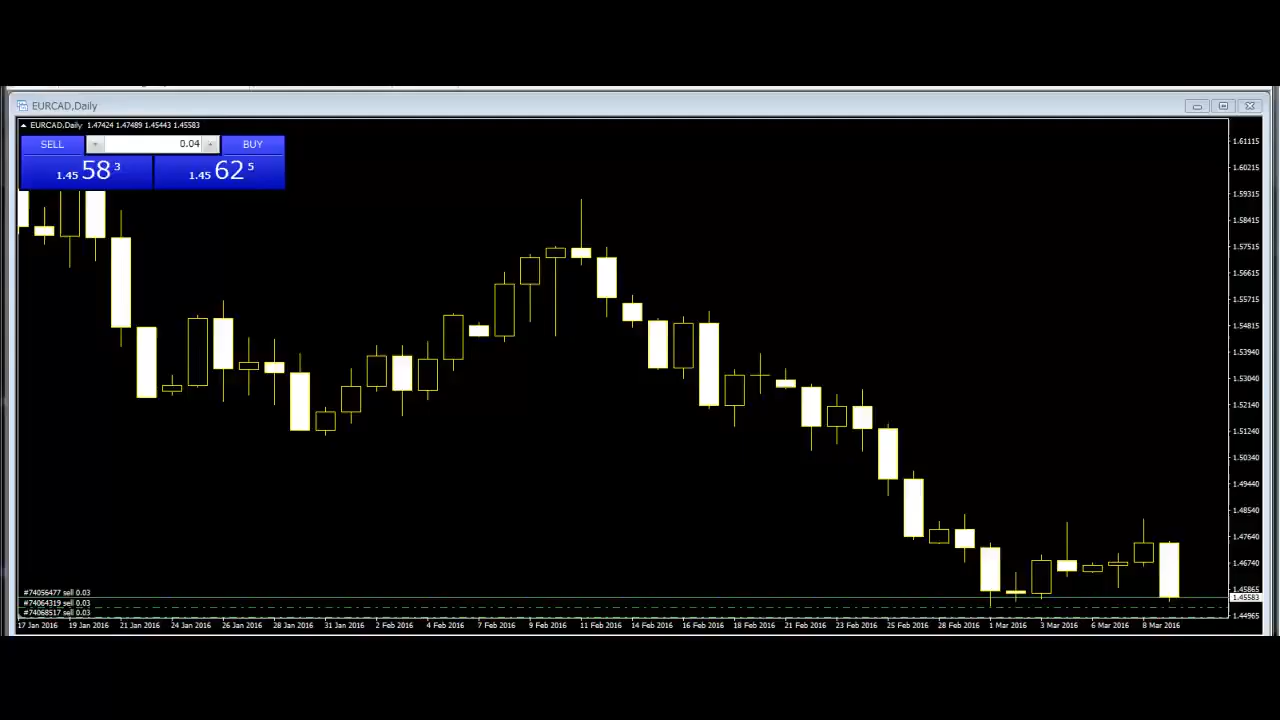 EURCAD,Daily
EURCAD,Daily 1.47424 1.47489 1.45443 1.45583
SELL 0.04 BUY
1.45 58 3 1.45 62 5
1.61115
1.60215
1.59315
1.58415
1.57515
1.56615
1.55715
1.54815
1.53940
1.53040
1.52140
1.51240
1.50340
1.49440
1.48540
1.47640
1.46740
1.45865
1.45583
1.44965
#74056477 sell 0.03
#74064319 sell 0.03
#74068517 sell 0.03
17 Jan 2016 19 Jan 2016 21 Jan 2016 24 Jan 2016 26 Jan 2016 28 Jan 2016 31 Jan 2016 2 Feb 2016 4 Feb 2016 7 Feb 2016 9 Feb 2016 11 Feb 2016 14 Feb 2016 16 Feb 2016 18 Feb 2016 21 Feb 2016 23 Feb 2016 25 Feb 2016 28 Feb 2016 1 Mar 2016 3 Mar 2016 6 Mar 2016 8 Mar 2016